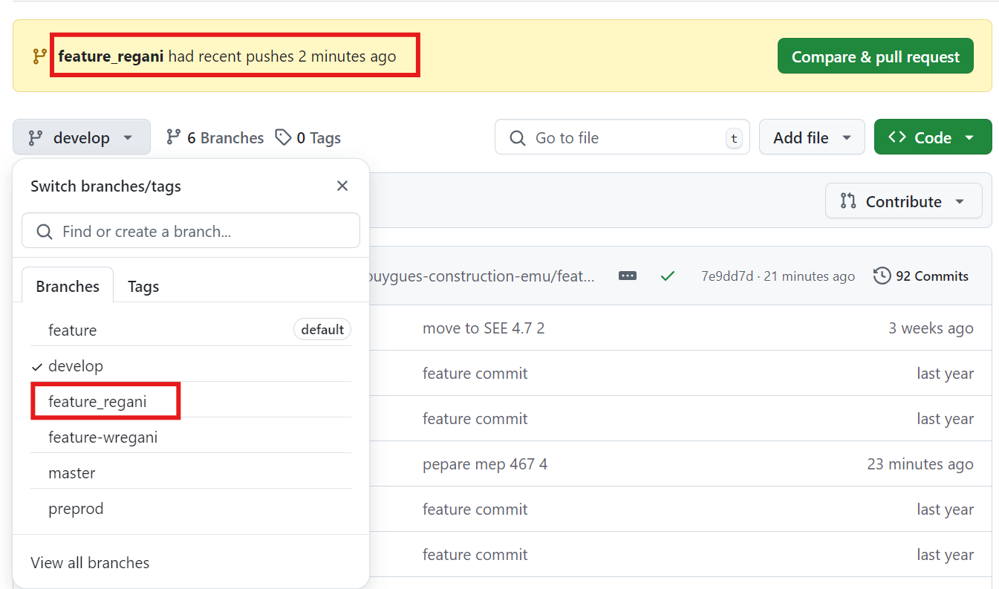 feature_regani had recent pushes 2 minutes ago
Compare & pull request
develop
6 Branches
0 Tags
Go to file
t
Add file
Code
Switch branches/tags
Find or create a branch...
Contribute
Branches
Tags
ouygues-construction-emu/feat...
7e9dd7d · 21 minutes ago
92 Commits
feature
default
move to SEE 4.7 2
3 weeks ago
develop
feature commit
last year
feature_regani
feature commit
last year
feature-wregani
pepare mep 467 4
23 minutes ago
master
feature commit
last year
preprod
feature commit
last year
View all branches